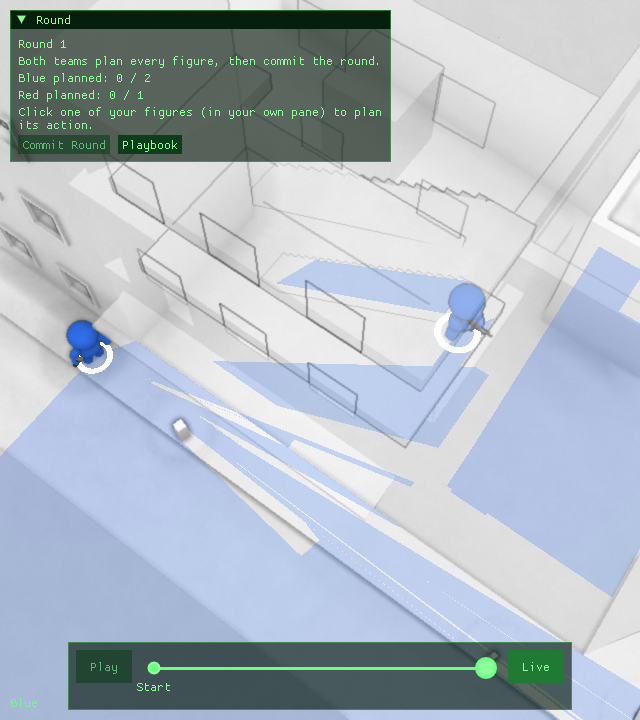 Round
Round 1
Both teams plan every figure, then commit the round.
Blue planned: 0 / 2
Red planned: 0 / 1
Click one of your figures (in your own pane) to plan
its action.
Commit Round Playbook
Play
Live
Start
Blue